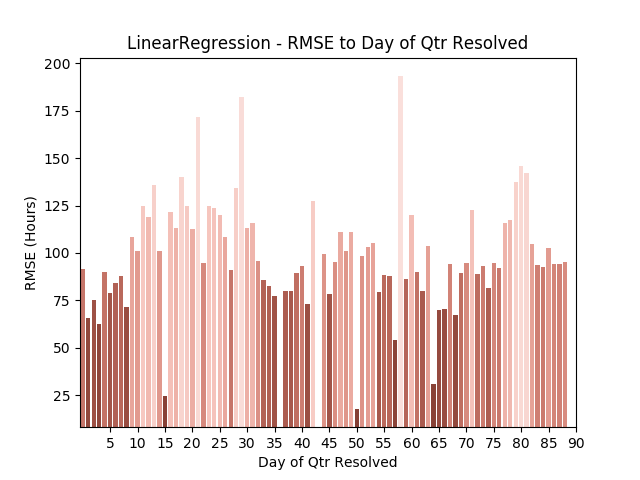 LinearRegression - RMSE to Day of Qtr Resolved
200
175
150
125
100
75
50
25
RMSE (Hours)
5 10 15 20 25 30 35 40 45 50 55 60 65 70 75 80 85 90
Day of Qtr Resolved